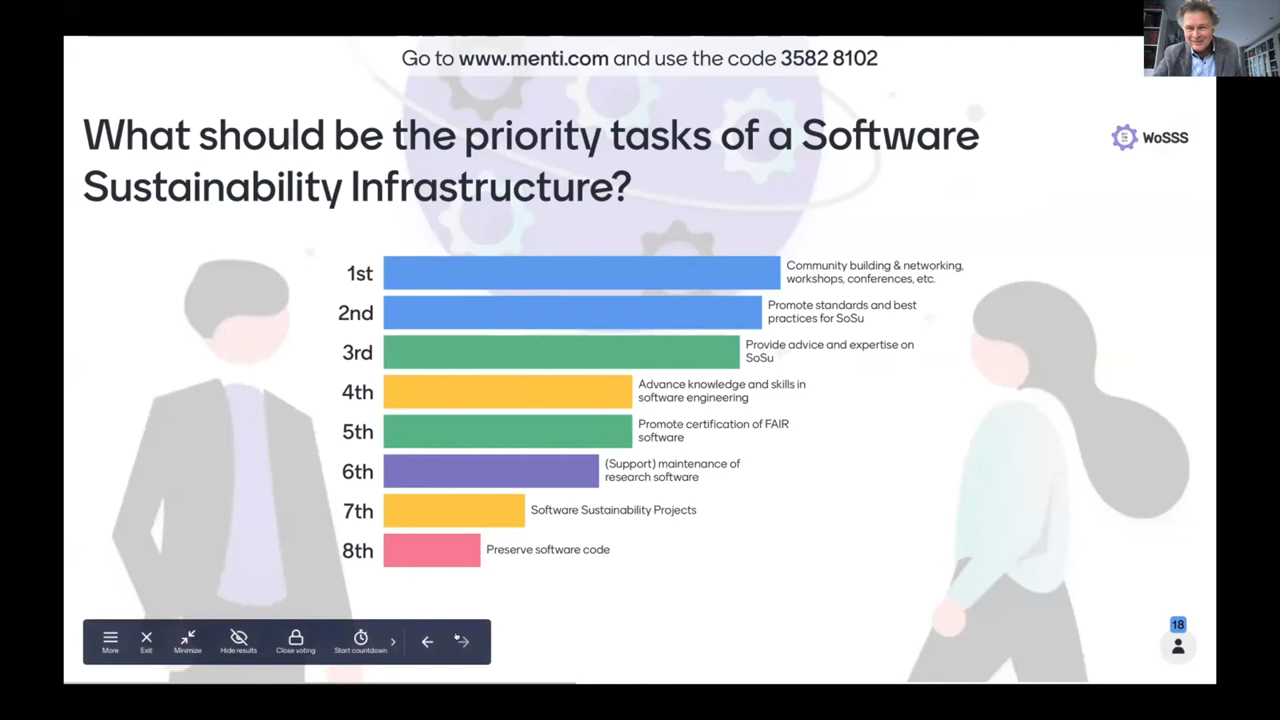 Go to www.menti.com and use the code 3582 8102
What should be the priority tasks of a Software
Sustainability Infrastructure?
WoSSS
1st
Community building & networking,
workshops, conferences, etc.
2nd
Promote standards and best
practices for SoSu
3rd
Provide advice and expertise on
SoSu
4th
Advance knowledge and skills in
software engineering
5th
Promote certification of FAIR
software
6th
(Support) maintenance of
research software
7th
Software Sustainability Projects
8th
Preserve software code
More
Exit
Minimize
Hide results
Close voting
Start countdown
18